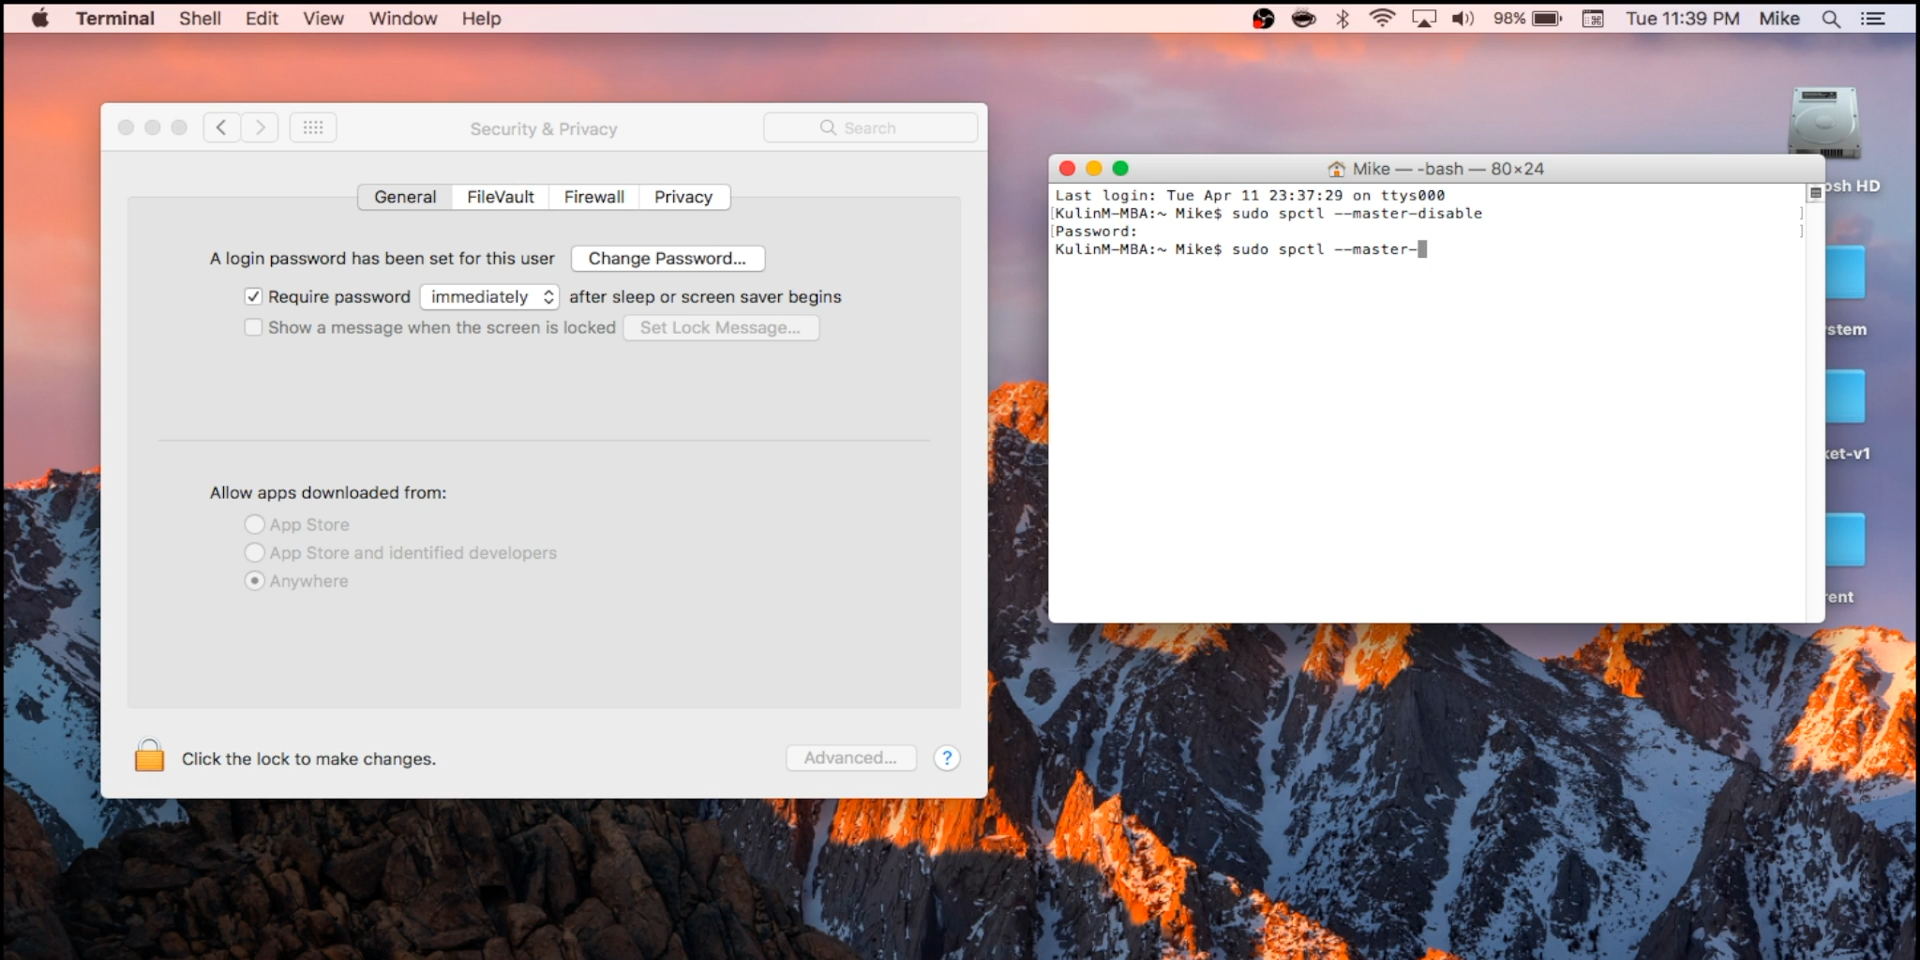 Terminal Shell Edit View Window Help 98% Tue 11:39 PM Mike
Security & Privacy
Search
General FileVault Firewall Privacy
A login password has been set for this user Change Password...
Require password immediately after sleep or screen saver begins
Show a message when the screen is locked Set Lock Message...
Allow apps downloaded from:
App Store
App Store and identified developers
Anywhere
Click the lock to make changes.
Advanced... ?
Mike — -bash — 80×24
Last login: Tue Apr 11 23:37:29 on ttys000
[KulinM-MBA:~ Mike$ sudo spctl --master-disable ]
[Password: ]
KulinM-MBA:~ Mike$ sudo spctl --master-
osh HD
stem
ket-v1
rent